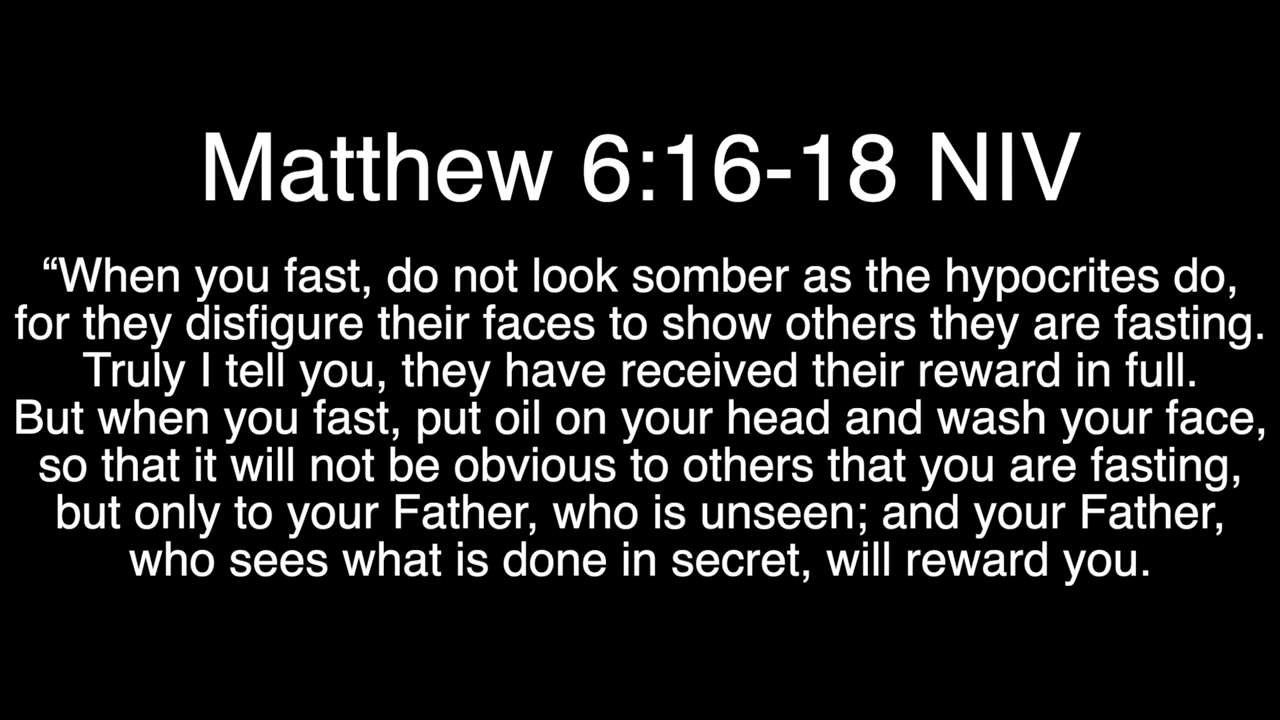 Matthew 6:16-18 NIV
“When you fast, do not look somber as the hypocrites do,
for they disfigure their faces to show others they are fasting.
Truly I tell you, they have received their reward in full.
But when you fast, put oil on your head and wash your face,
so that it will not be obvious to others that you are fasting,
but only to your Father, who is unseen; and your Father,
who sees what is done in secret, will reward you.